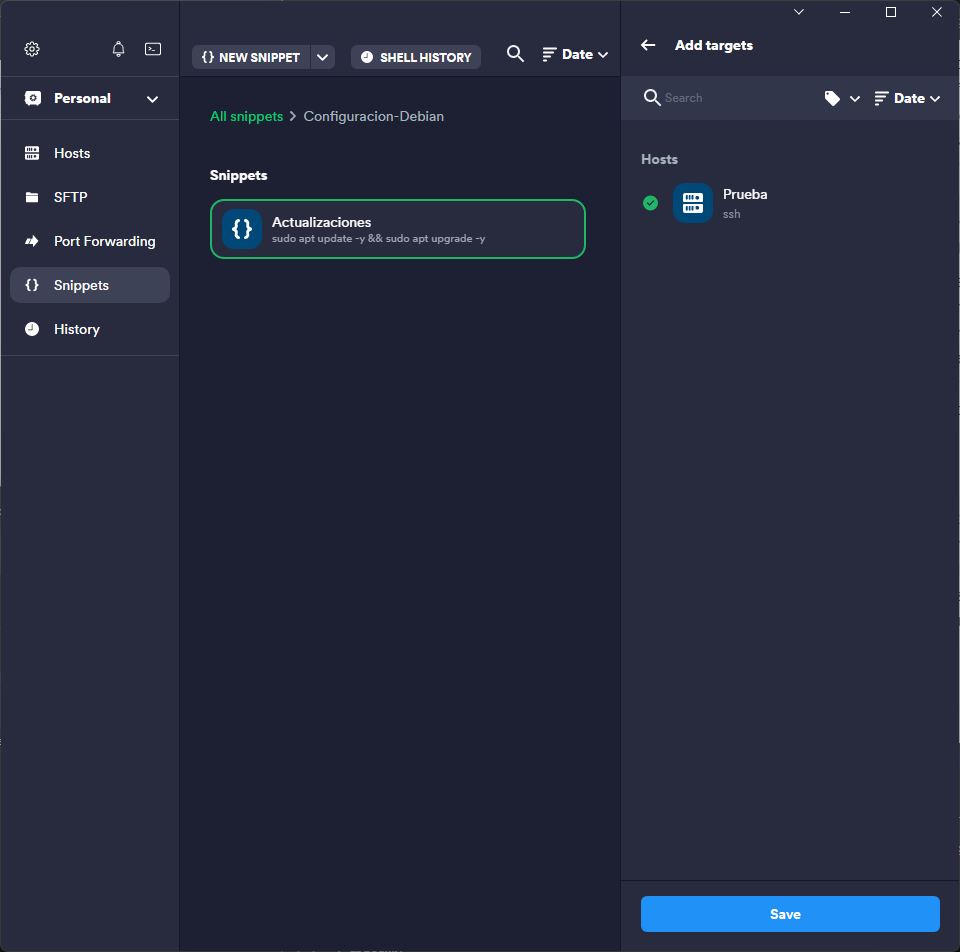 NEW SNIPPET
SHELL HISTORY
Date
Add targets
Personal
Search
Date
Hosts
SFTP
Port Forwarding
Snippets
History
All snippets > Configuracion-Debian
Snippets
{} Actualizaciones
sudo apt update -y && sudo apt upgrade -y
Hosts
Prueba
ssh
Save